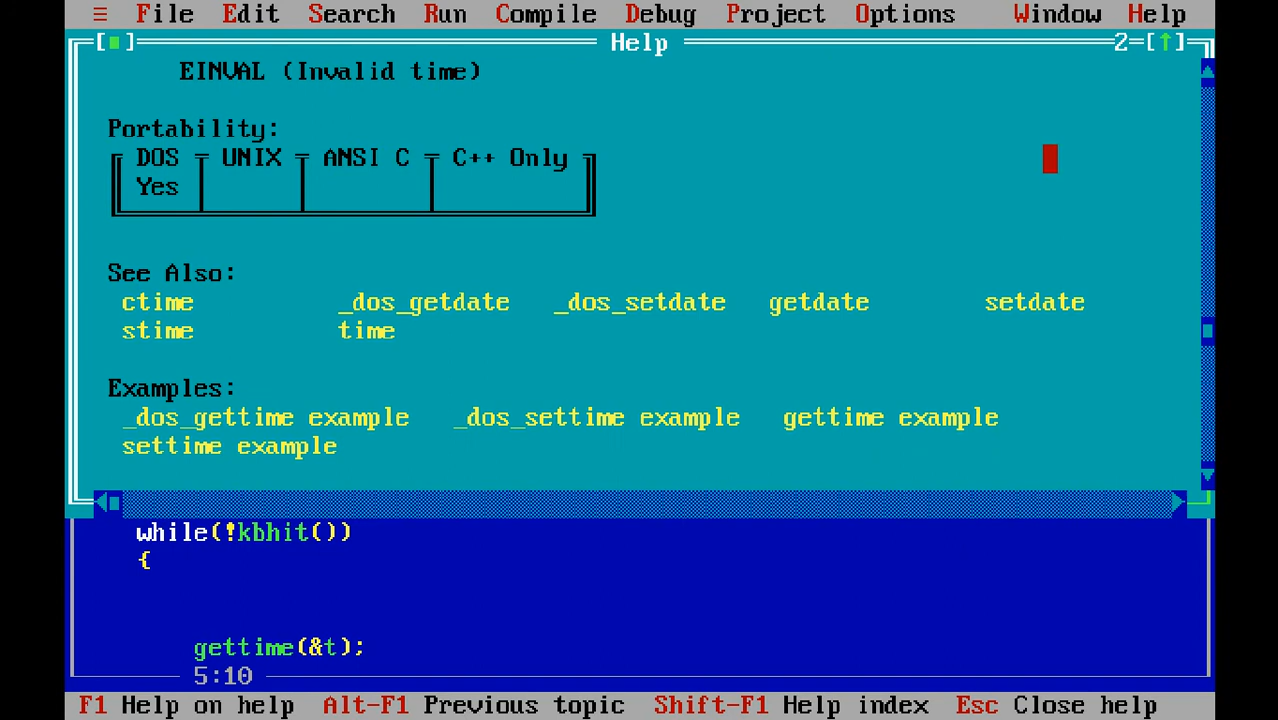 ≡ File Edit Search Run Compile Debug Project Options Window Help
[■] Help 2=[↑]
EINVAL (Invalid time)
Portability:
DOS UNIX ANSI C C++ Only
Yes
See Also:
ctime _dos_getdate _dos_setdate getdate setdate
stime time
Examples:
_dos_gettime example _dos_settime example gettime example
settime example
while(!kbhit())
{
gettime(&t);
5:10
F1 Help on help Alt-F1 Previous topic Shift-F1 Help index Esc Close help